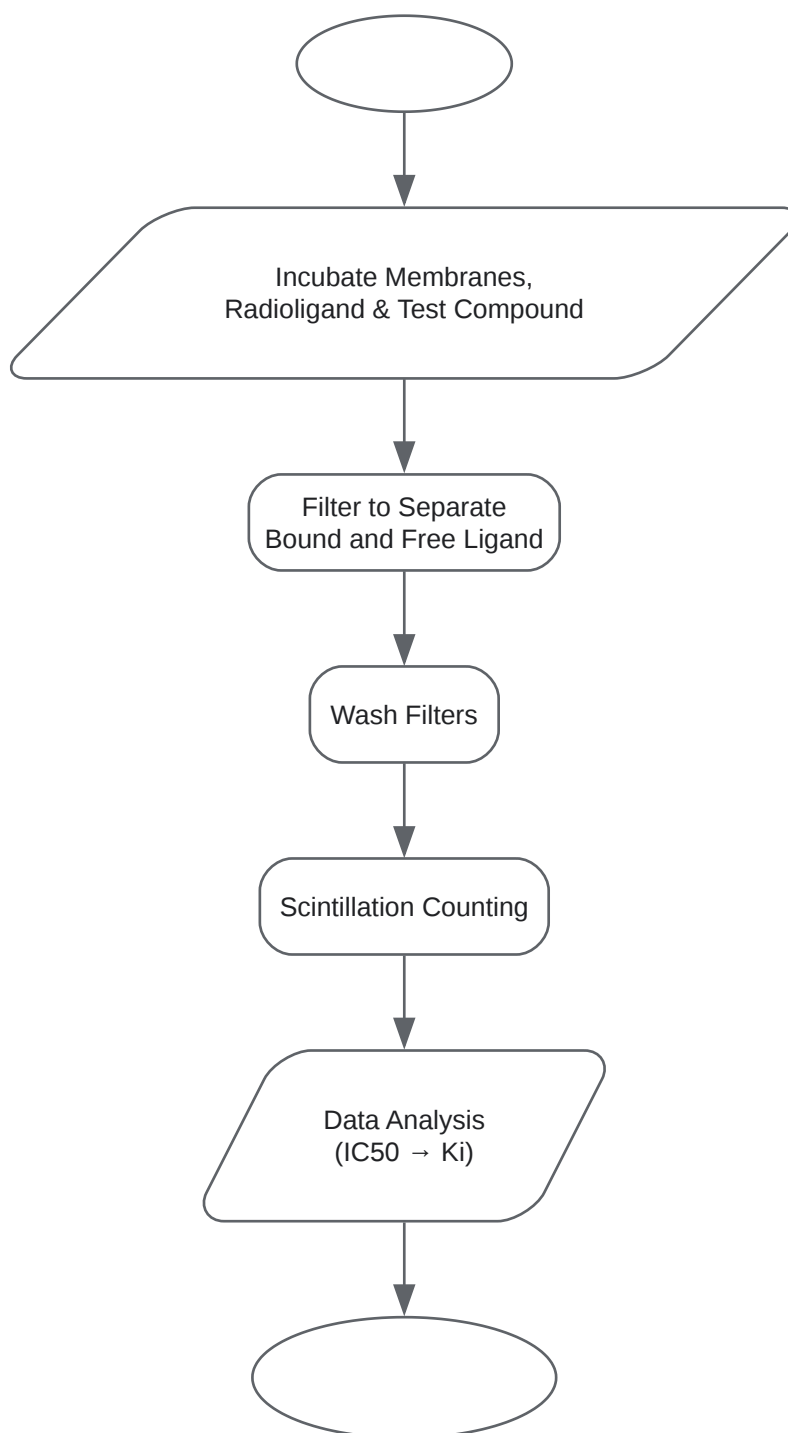 Incubate Membranes,
Radioligand & Test Compound
Filter to Separate
Bound and Free Ligand
Wash Filters
Scintillation Counting
Data Analysis
(IC50 → Ki)